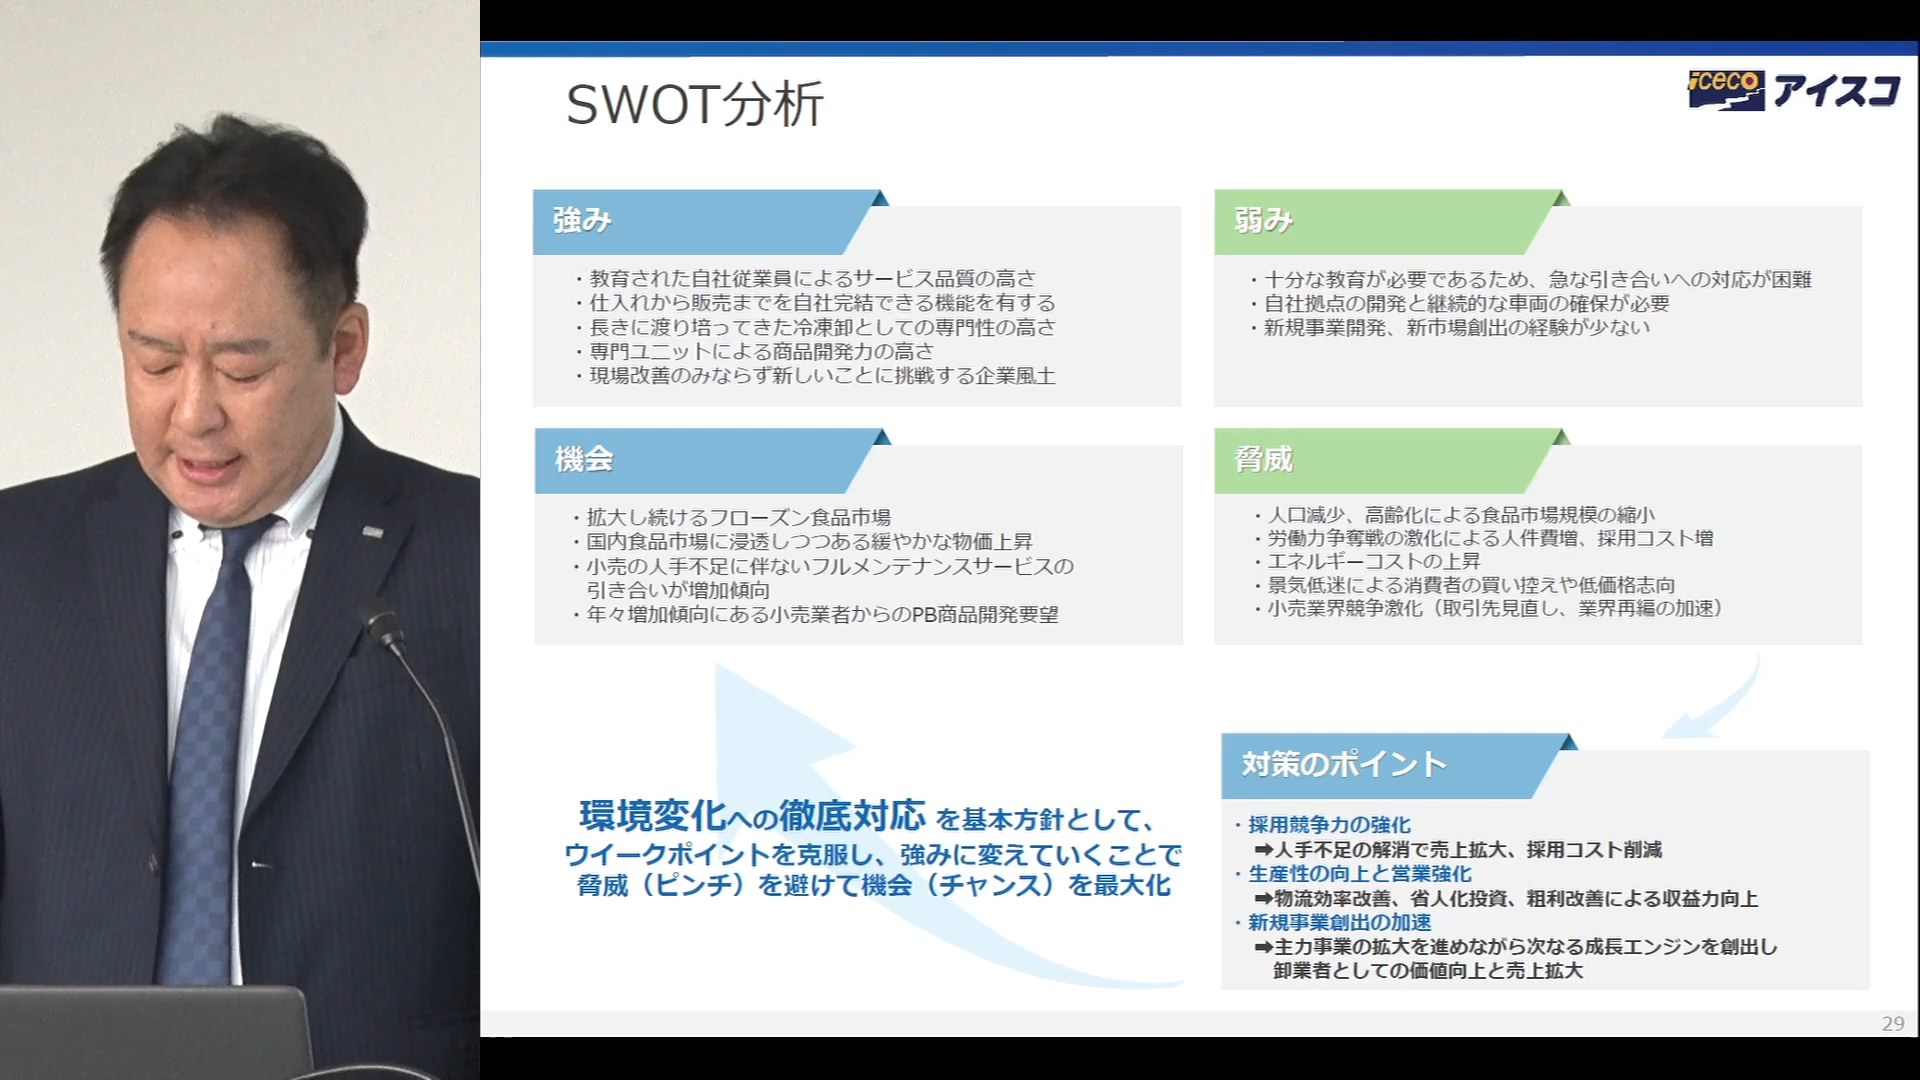 SWOT分析
iceco アイスコ
強み
・教育された自社従業員によるサービス品質の高さ
・仕入れから販売までを自社完結できる機能を有する
・長きに渡り培ってきた冷凍卸としての専門性の高さ
・専門ユニットによる商品開発力の高さ
・現場改善のみならず新しいことに挑戦する企業風土
弱み
・十分な教育が必要であるため、急な引き合いへの対応が困難
・自社拠点の開発と継続的な車両の確保が必要
・新規事業開発、新市場創出の経験が少ない
機会
・拡大し続けるフローズン食品市場
・国内食品市場に浸透しつつある緩やかな物価上昇
・小売の人手不足に伴ないフルメンテナンスサービスの
引き合いが増加傾向
・年々増加傾向にある小売業者からのPB商品開発要望
脅威
・人口減少、高齢化による食品市場規模の縮小
・労働力争奪戦の激化による人件費増、採用コスト増
・エネルギーコストの上昇
・景気低迷による消費者の買い控えや低価格志向
・小売業界競争激化（取引先見直し、業界再編の加速）
環境変化への徹底対応 を基本方針として、
ウイークポイントを克服し、強みに変えていくことで
脅威（ピンチ）を避けて機会（チャンス）を最大化
対策のポイント
・採用競争力の強化
➡人手不足の解消で売上拡大、採用コスト削減
・生産性の向上と営業強化
➡物流効率改善、省人化投資、粗利改善による収益力向上
・新規事業創出の加速
➡主力事業の拡大を進めながら次なる成長エンジンを創出し
卸業者としての価値向上と売上拡大
29